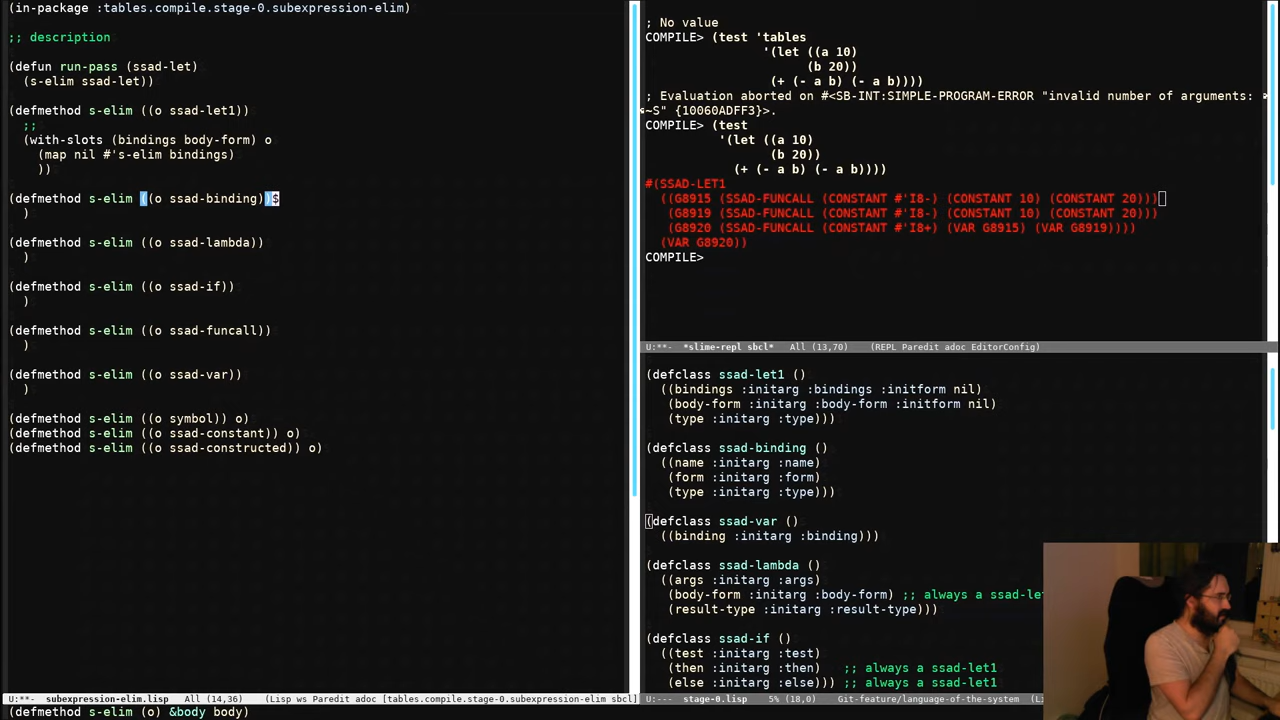 (in-package :tables.compile.stage-0.subexpression-elim)
;; description
(defun run-pass (ssad-let)
  (s-elim ssad-let))
(defmethod s-elim ((o ssad-let1))
  ;;
  (with-slots (bindings body-form) o
    (map nil #'s-elim bindings)
    ))
(defmethod s-elim ((o ssad-binding))$
  )
(defmethod s-elim ((o ssad-lambda))
  )
(defmethod s-elim ((o ssad-if))
  )
(defmethod s-elim ((o ssad-funcall))
  )
(defmethod s-elim ((o ssad-var))
  )
(defmethod s-elim ((o symbol)) o)
(defmethod s-elim ((o ssad-constant)) o)
(defmethod s-elim ((o ssad-constructed)) o)
U:**-  subexpression-elim.lisp   All (14,36)   (Lisp ws Paredit adoc [tables.compile.stage-0.subexpression-elim sbcl]
(defmethod s-elim (o) &body body)
; No value
COMPILE> (test 'tables
               '(let ((a 10)
                      (b 20))
                 (+ (- a b) (- a b))))
; Evaluation aborted on #<SB-INT:SIMPLE-PROGRAM-ERROR "invalid number of arguments:
~S" {10060ADFF3}>.
COMPILE> (test
          '(let ((a 10)
                 (b 20))
            (+ (- a b) (- a b))))
#(SSAD-LET1
  ((G8915 (SSAD-FUNCALL (CONSTANT #'I8-) (CONSTANT 10) (CONSTANT 20)))
   (G8919 (SSAD-FUNCALL (CONSTANT #'I8-) (CONSTANT 10) (CONSTANT 20)))
   (G8920 (SSAD-FUNCALL (CONSTANT #'I8+) (VAR G8915) (VAR G8919))))
  (VAR G8920))
COMPILE>
U:**-  *slime-repl sbcl*   All (13,70)    (REPL Paredit adoc EditorConfig)
(defclass ssad-let1 ()
  ((bindings :initarg :bindings :initform nil)
   (body-form :initarg :body-form :initform nil)
   (type :initarg :type)))
(defclass ssad-binding ()
  ((name :initarg :name)
   (form :initarg :form)
   (type :initarg :type)))
(defclass ssad-var ()
  ((binding :initarg :binding)))
(defclass ssad-lambda ()
  ((args :initarg :args)
   (body-form :initarg :body-form) ;; always a ssad-le
   (result-type :initarg :result-type)))
(defclass ssad-if ()
  ((test :initarg :test)
   (then :initarg :then)   ;; always a ssad-let1
   (else :initarg :else))) ;; always a ssad-let1
U:---  stage-0.lisp    5% (18,0)    Git-feature/language-of-the-system  (Li